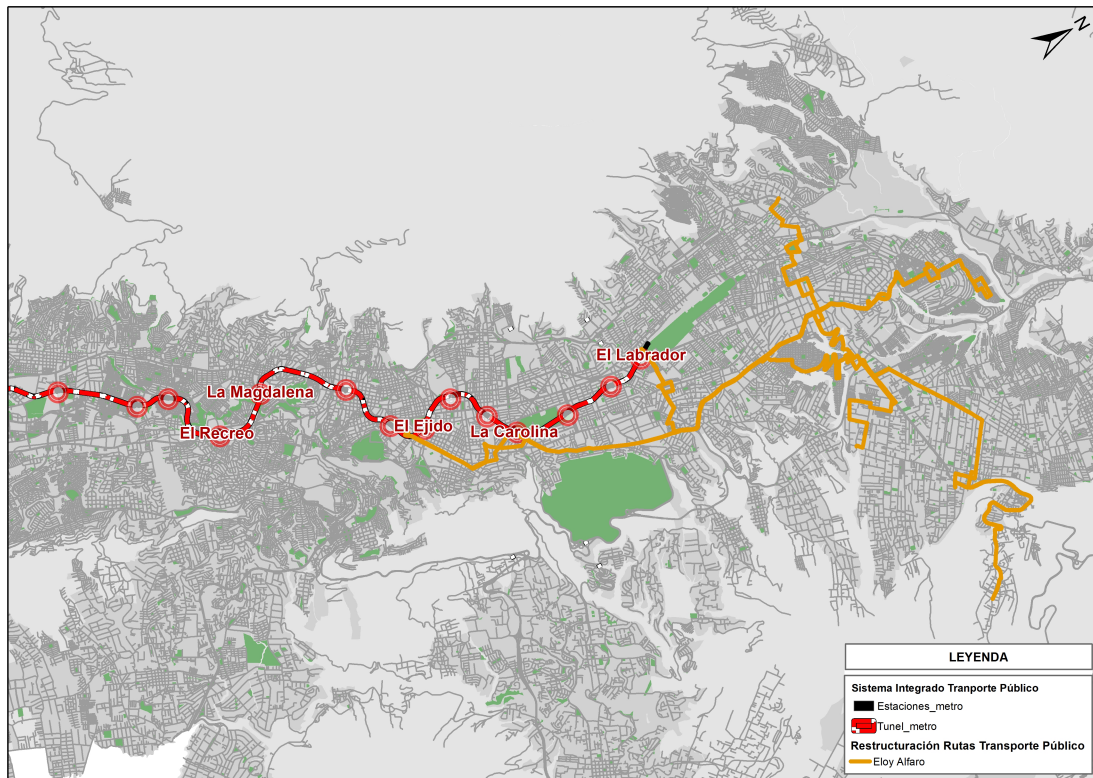 N
El Labrador
La Magdalena
El Recreo
El Ejido
La Carolina
LEYENDA
Sistema Integrado Tranporte Público
Estaciones_metro
Tunel_metro
Restructuración Rutas Transporte Público
Eloy Alfaro